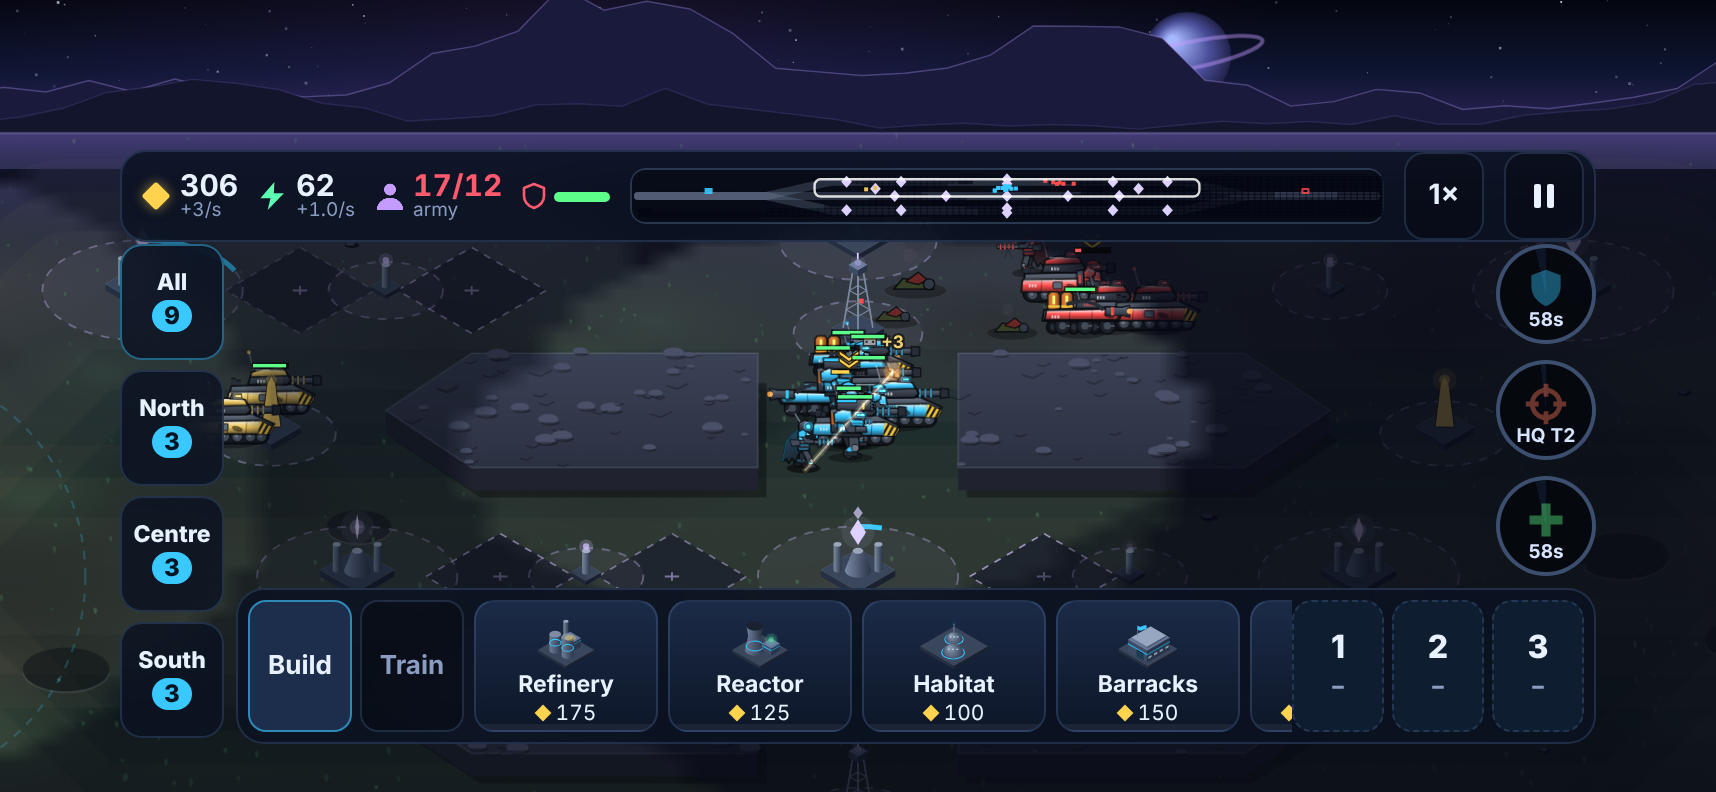 306
+3/s
62
+1.0/s
17/12
army
1×
All
9
58s
+3
North
3
HQ T2
Centre
3
58s
South
3
Build
Train
Refinery
175
Reactor
125
Habitat
100
Barracks
150
1
–
2
–
3
–